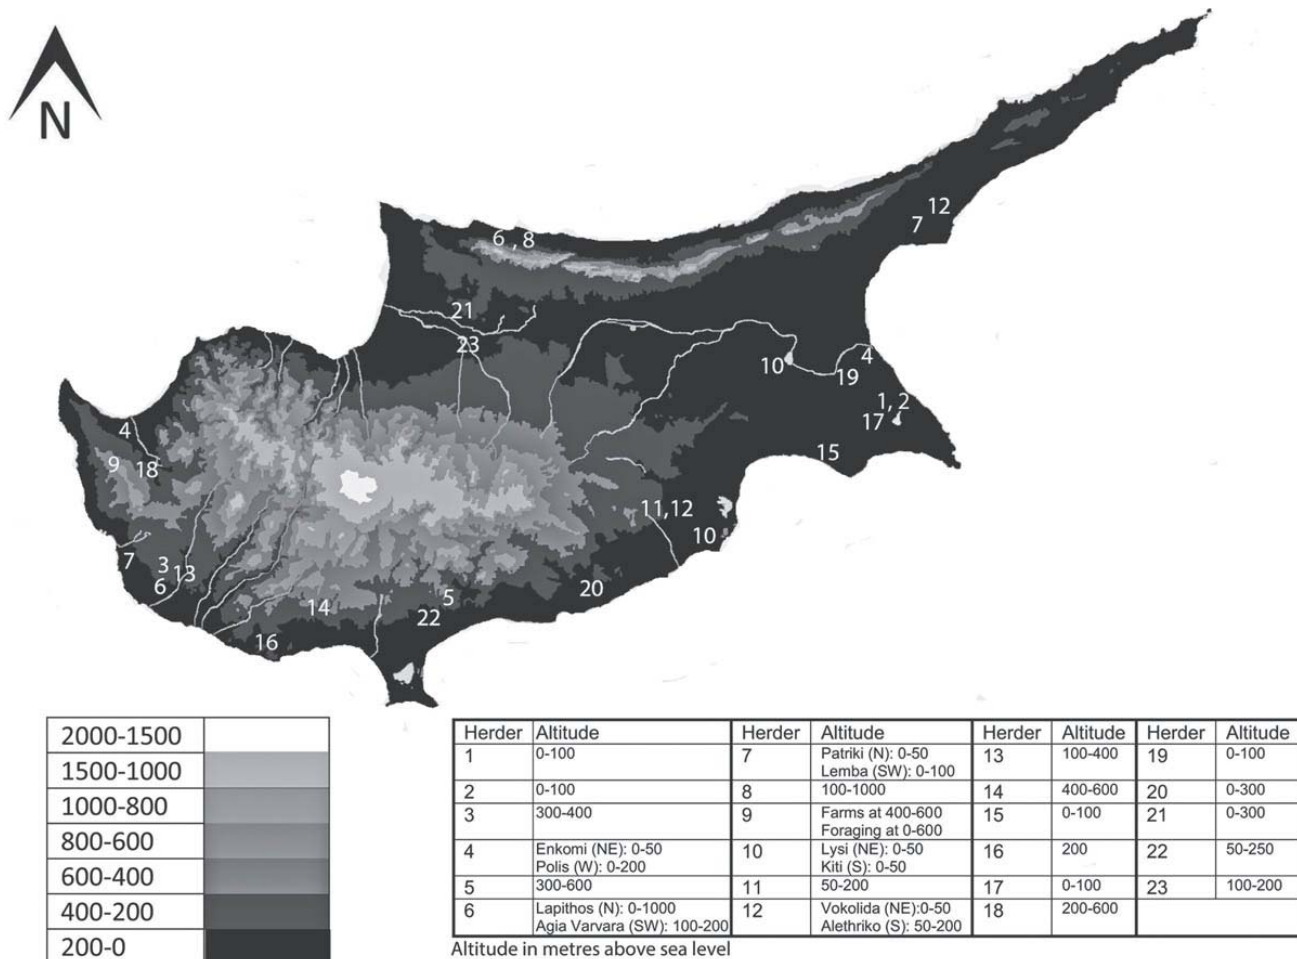 N
12
7
6 , 8
21
23
10
4
19
1, 2
17
15
4
9
18
11,12
10
7
3
13
6
20
5
14
22
16
2000-1500
1500-1000
1000-800
800-600
600-400
400-200
200-0
Herder Altitude Herder Altitude Herder Altitude Herder Altitude
1 0-100 7 Patriki (N): 0-50 13 100-400 19 0-100
Lemba (SW): 0-100
2 0-100 8 100-1000 14 400-600 20 0-300
3 300-400 9 Farms at 400-600 15 0-100 21 0-300
Foraging at 0-600
4 Enkomi (NE): 0-50 10 Lysi (NE): 0-50 16 200 22 50-250
Polis (W): 0-200 Kiti (S): 0-50
5 300-600 11 50-200 17 0-100 23 100-200
6 Lapithos (N): 0-1000 12 Vokolida (NE):0-50 18 200-600
Agia Varvara (SW): 100-200 Alethriko (S): 50-200
Altitude in metres above sea level